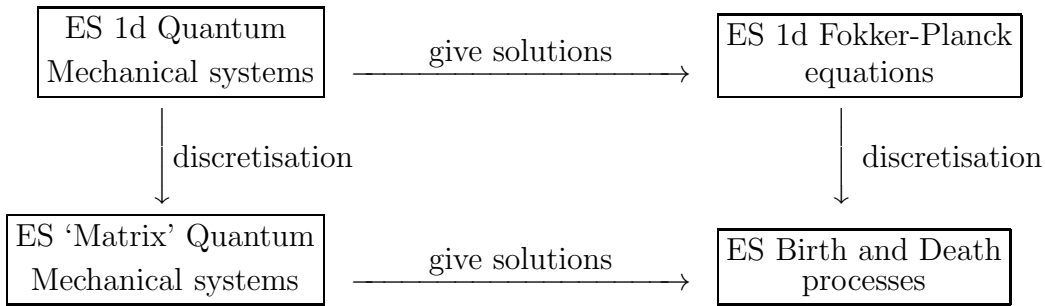 ES 1d Quantum
Mechanical systems
give solutions
ES 1d Fokker-Planck
equations
discretisation
discretisation
ES ‘Matrix’ Quantum
Mechanical systems
give solutions
ES Birth and Death
processes